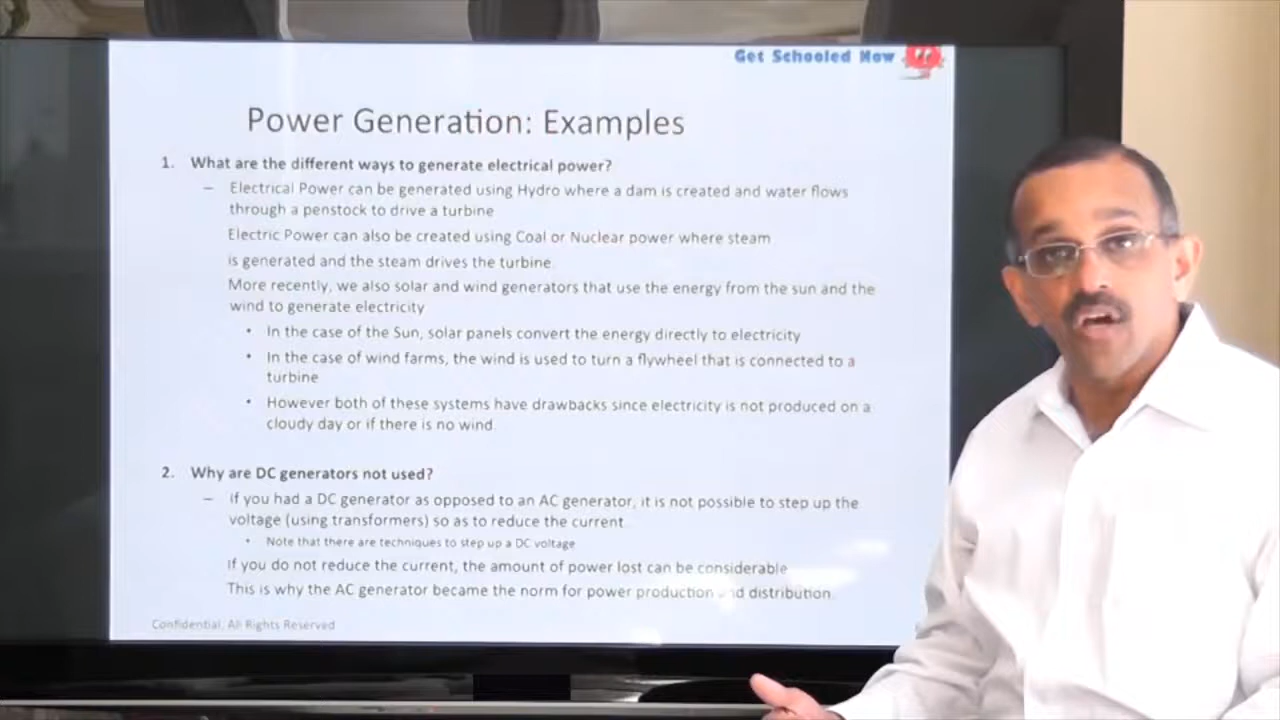 Get Schooled Now
Power Generation: Examples
1. What are the different ways to generate electrical power?
– Electrical Power can be generated using Hydro where a dam is created and water flows
through a penstock to drive a turbine
Electric Power can also be created using Coal or Nuclear power where steam
is generated and the steam drives the turbine.
More recently, we also solar and wind generators that use the energy from the sun and the
wind to generate electricity
• In the case of the Sun, solar panels convert the energy directly to electricity
• In the case of wind farms, the wind is used to turn a flywheel that is connected to a
turbine
• However both of these systems have drawbacks since electricity is not produced on a
cloudy day or if there is no wind.
2. Why are DC generators not used?
– If you had a DC generator as opposed to an AC generator, it is not possible to step up the
voltage (using transformers) so as to reduce the current
• Note that there are techniques to step up a DC voltage
If you do not reduce the current, the amount of power lost can be considerable
This is why the AC generator became the norm for power production and distribution.
Confidential, All Rights Reserved